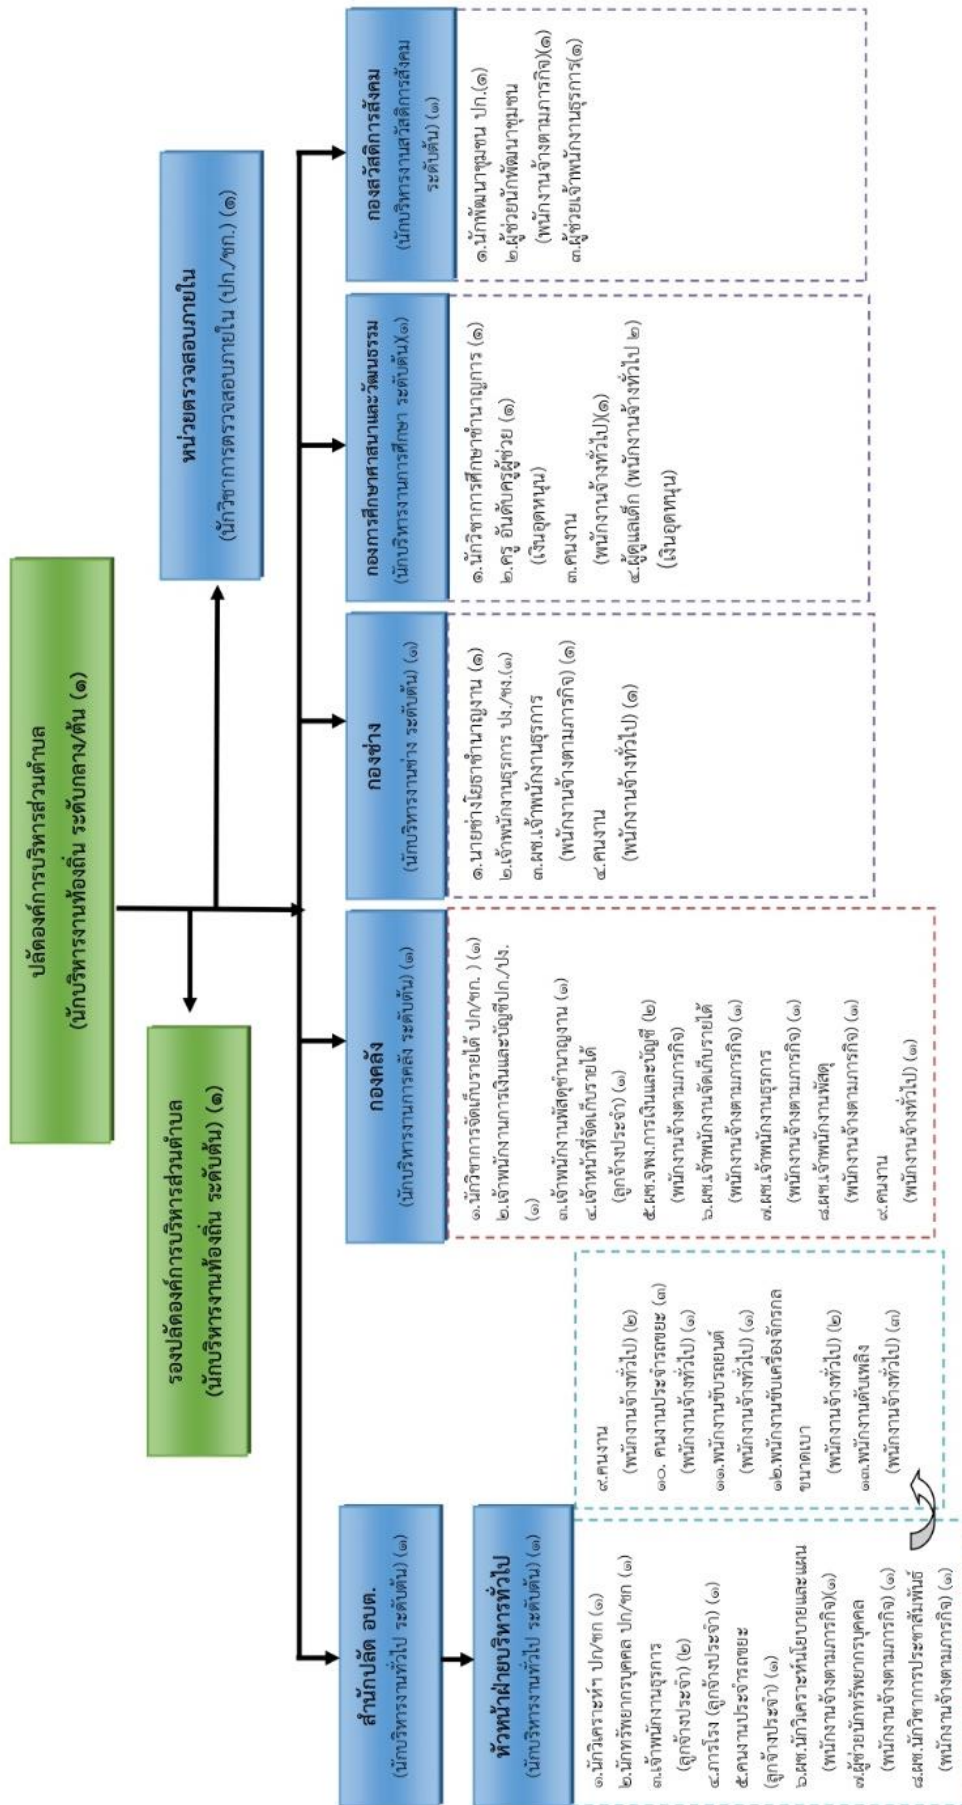 ปลัดองค์การบริหารส่วนตำบล
(นักบริหารงานท้องถิ่น ระดับกลาง/ต้น (๑)
รองปลัดองค์การบริหารส่วนตำบล
(นักบริหารงานท้องถิ่น ระดับต้น) (๑)
หน่วยตรวจสอบภายใน
(นักวิชาการตรวจสอบภายใน (ปก./ชก.) (๑)
สำนักปลัด อบต.
(นักบริหารงานทั่วไป ระดับต้น) (๑)
หัวหน้าฝ่ายบริหารทั่วไป
(นักบริหารงานทั่วไป ระดับต้น) (๑)
๑.นักวิเคราะห์ฯ ปก/ชก (๑)
๒.นักทรัพยากรบุคคล ปก/ชก (๑)
๓.เจ้าพนักงานธุรการ
(ลูกจ้างประจำ) (๒)
๔.ภารโรง (ลูกจ้างประจำ) (๑)
๕.คนงานประจำรถขยะ
(ลูกจ้างประจำ) (๑)
๖.ผช.นักวิเคราะห์นโยบายและแผน
(พนักงานจ้างตามภารกิจ)(๑)
๗.ผู้ช่วยนักทรัพยากรบุคคล
(พนักงานจ้างตามภารกิจ) (๑)
๘.ผช.นักวิชาการประชาสัมพันธ์
(พนักงานจ้างตามภารกิจ) (๑)
๙.คนงาน
(พนักงานจ้างทั่วไป) (๒)
๑๐. คนงานประจำรถขยะ (๓)
(พนักงานจ้างทั่วไป) (๑)
๑๑.พนักงานขับรถยนต์
(พนักงานจ้างทั่วไป) (๑)
๑๒.พนักงานขับเครื่องจักรกล
ขนาดเบา
(พนักงานจ้างทั่วไป) (๒)
๑๓.พนักงานดับเพลิง
(พนักงานจ้างทั่วไป) (๓)
กองคลัง
(นักบริหารงานการคลัง ระดับต้น) (๑)
๑.นักวิชาการจัดเก็บรายได้ ปก/ชก. ) (๑)
๒.เจ้าพนักงานการเงินและบัญชีปก./ปง.
(๑)
๓.เจ้าพนักงานพัสดุชำนาญงาน (๑)
๔.เจ้าหน้าที่จัดเก็บรายได้
(ลูกจ้างประจำ) (๑)
๕.ผช.จพง.การเงินและบัญชี (๒)
(พนักงานจ้างตามภารกิจ)
๖.ผช.เจ้าพนักงานจัดเก็บรายได้
(พนักงานจ้างตามภารกิจ) (๑)
๗.ผช.เจ้าพนักงานธุรการ
(พนักงานจ้างตามภารกิจ) (๑)
๘.ผช.เจ้าพนักงานพัสดุ
(พนักงานจ้างตามภารกิจ) (๑)
๙.คนงาน
(พนักงานจ้างทั่วไป) (๑)
กองช่าง
(นักบริหารงานช่าง ระดับต้น) (๑)
๑.นายช่างโยธาชำนาญงาน (๑)
๒.เจ้าพนักงานธุรการ ปง./ชง.(๑)
๓.ผช.เจ้าพนักงานธุรการ
(พนักงานจ้างตามภารกิจ) (๑)
๔.คนงาน
(พนักงานจ้างทั่วไป) (๑)
กองการศึกษาศาสนาและวัฒนธรรม
(นักบริหารงานการศึกษา ระดับต้น)(๑)
๑.นักวิชาการศึกษาชำนาญการ (๑)
๒.ครู อันดับครูผู้ช่วย (๑)
(เงินอุดหนุน)
๓.คนงาน
(พนักงานจ้างทั่วไป)(๑)
๔.ผู้ดูแลเด็ก (พนักงานจ้างทั่วไป ๒)
(เงินอุดหนุน)
กองสวัสดิการสังคม
(นักบริหารงานสวัสดิการสังคม
ระดับต้น) (๑)
๑.นักพัฒนาชุมชน ปก.(๑)
๒.ผู้ช่วยนักพัฒนาชุมชน
(พนักงานจ้างตามภารกิจ)(๑)
๓.ผู้ช่วยเจ้าพนักงานธุรการ(๑)